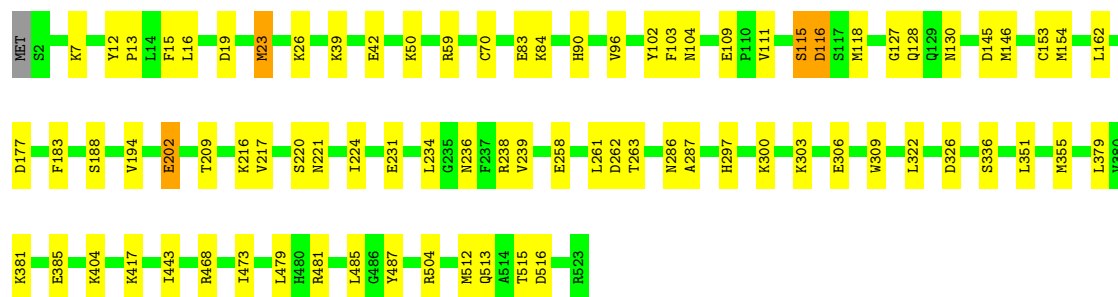 MET S2 K7 Y12 P13 L14 F15 L16 D19 M23 K26 K39 E42 K50 R59 C70 E83 K84 H90 V96 Y102 F103 N104 E109 P110 V111 S115 D116 S117 M118 G127 Q128 Q129 N130 D145 M146 C153 M154 L162
D177 F183 S188 V194 E202 T209 K216 V217 S220 N221 I224 E231 L234 G235 N236 F237 R238 V239 E258 L261 D262 T263 N286 A287 H297 K300 K303 E306 W309 L322 D326 S336 L351 M355 L379 V380
K381 E385 K404 K417 I443 R468 I473 L479 H480 R481 L485 G486 Y487 R504 M512 Q513 A514 T515 D516 R523